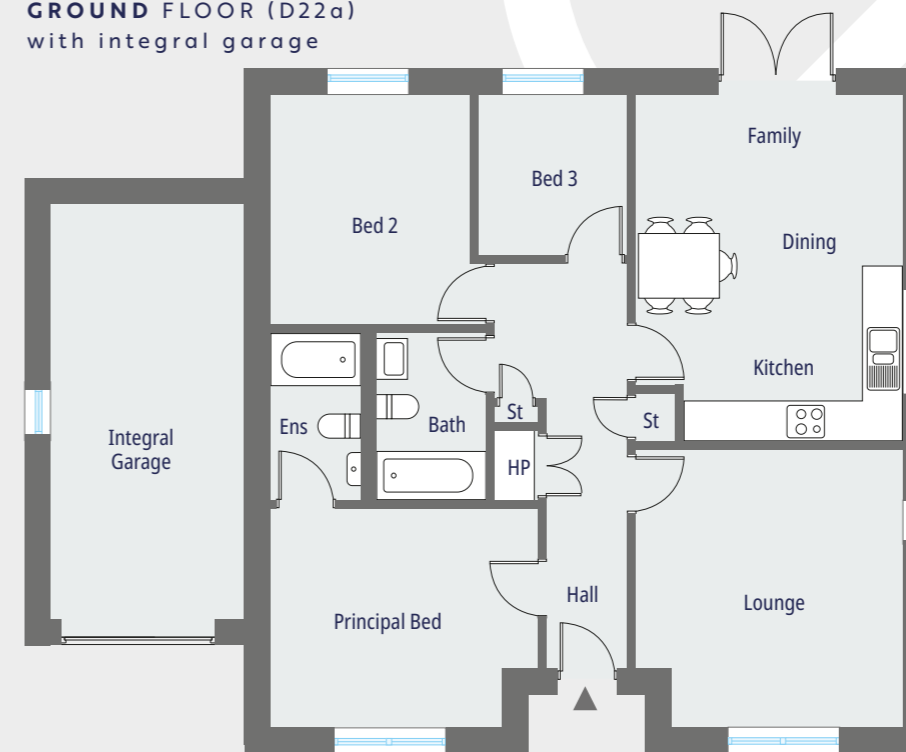 GROUND FLOOR (D22a)
with integral garage
Family
Bed 3
Bed 2
Dining
Kitchen
St
St
Ens
Bath
Integral
Garage
HP
Hall
Principal Bed
Lounge